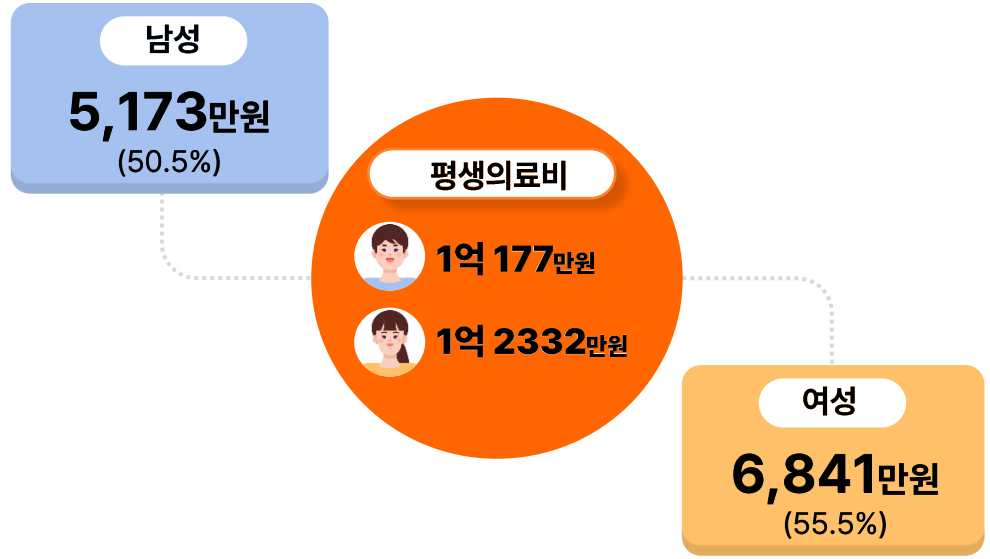 남성
5,173만원
(50.5%)
평생의료비
1억 177만원
1억 2332만원
여성
6,841만원
(55.5%)